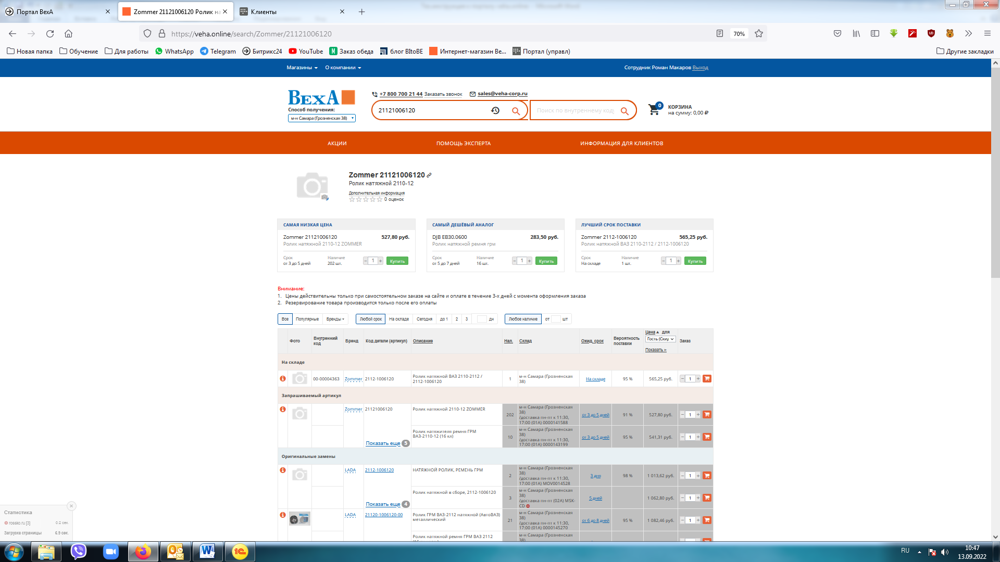 Портал ВехА
Zommer 21121006120 Ролик на
Клиенты
https://veha.online/search/Zommer/21121006120
70%
Новая папка
Обучение
Для работы
WhatsApp
Telegram
Битрикс24
YouTube
Заказ обеда
блог BItoBE
Интернет-магазин Ве...
Портал (управл)
Другие закладки
Магазины
О компании
Сотрудник Роман Макаров Выход
ВехА
Способ получения:
м-н Самара (Грозненская 38)
+7 800 700 21 44 Заказать звонок
sales@veha-corp.ru
21121006120
Поиск по внутреннему коду
0
КОРЗИНА
на сумму: 0,00 ₽
АКЦИИ
ПОМОЩЬ ЭКСПЕРТА
ИНФОРМАЦИЯ ДЛЯ КЛИЕНТОВ
Zommer 21121006120
Ролик натяжной 2110-12
Дополнительная информация
0 оценок
САМАЯ НИЗКАЯ ЦЕНА
Zommer 21121006120 527,80 руб.
Ролик натяжной 2110-12 ZOMMER
Срок Наличие
от 3 до 5 дней 202 шт. − 1 + Купить
САМЫЙ ДЕШЁВЫЙ АНАЛОГ
DJB EB30.0600 283,50 руб.
Ролик натяжной ремня грм
Срок Наличие
от 5 до 7 дней 16 шт. − 1 + Купить
ЛУЧШИЙ СРОК ПОСТАВКИ
Zommer 2112-1006120 565,25 руб.
Ролик натяжной ВАЗ 2110-2112 / 2112-1006120
Срок Наличие
На складе 1 шт. − 1 + Купить
Внимание:
1. Цены действительны только при самостоятельном заказе на сайте и оплате в течение 3-х дней с момента оформления заказа
2. Резервирование товара производится только после его оплаты
Все Популярные Бренды
Любой срок На складе Сегодня до 1 2 3 дн
Любое наличие от шт
Фото
Внутренний код
Бренд
Код детали (артикул)
Описание
Нал.
Склад
Ожид. срок
Вероятность поставки
Цена ▲ для
Гость (Скид
Показать >
Заказ
На складе
00-00004363 Zommer 2112-1006120
Ролик натяжной ВАЗ 2110-2112 /
2112-1006120
1
м-н Самара (Грозненская
38)
На складе 95 % 565,25 руб. − 1 +
Запрашиваемый артикул
Zommer 21121006120 Ролик натяжной 2110-12 ZOMMER
202
м-н Самара (Грозненская
38)
/доставка пн-пт к 11:30,
17:00 (01А) 0000141588
от 3 до 5 дней 91 % 527,80 руб. − 1 +
Ролик натяжителя ремня ГРМ
ВАЗ-2110-12 (16 кл)
10
м-н Самара (Грозненская
38)
/доставка пн-пт к 11:30,
17:00 (01А) 0000143199
от 3 до 5 дней 95 % 541,31 руб. − 1 +
Показать еще 5
Оригинальные замены
LADA 2112-1006120 НАТЯЖНОЙ РОЛИК, РЕМЕНЬ ГРМ
2
м-н Самара (Грозненская
38)
/доставка пн-пт к 11:30,
17:00 (01А) MOV0014528
3 дня 98 % 1 013,62 руб. − 1 +
Ролик натяжной в сборе, 2112-1006120
3
м-н Самара (Грозненская
38)
/доставка пн-пт (02А) MSK-
CD
5 дней 1 062,80 руб. − 1 +
Показать еще 4
LADA 21120-1006120-00
Ролик ГРМ ВАЗ-2112 натяжной (АвтоВАЗ)
металлический
21
м-н Самара (Грозненская
38)
/доставка пн-пт к 11:30,
17:00 (01А) 0000145270
от 6 до 8 дней 95 % 1 082,46 руб. − 1 +
Ролик натяжной ремня ГРМ ВАЗ 2112
м-н Самара (Грозненская
38)
Статистика
rossko.ru [3] 0.2 сек.
Загрузка страницы 6.9 сек.
RU
10:47
13.09.2022